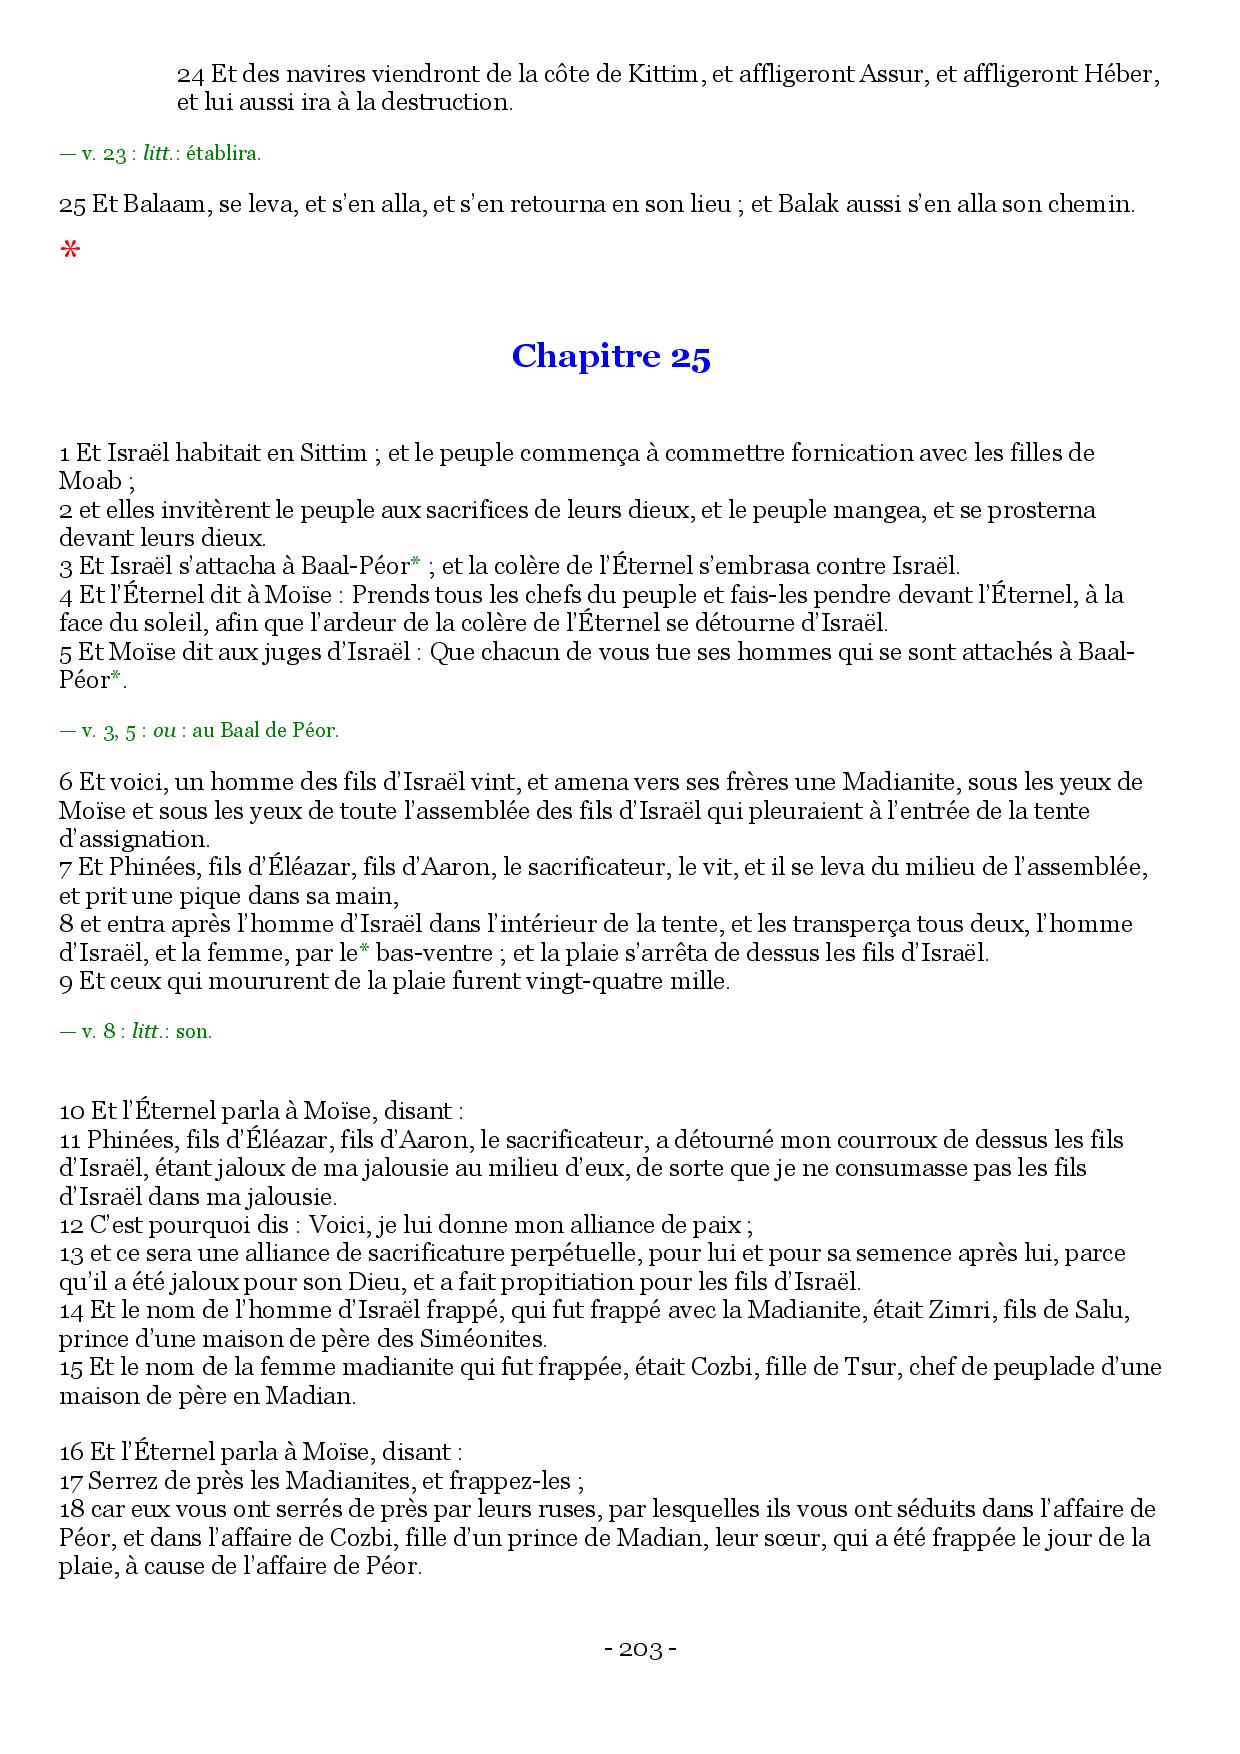 24 Et des navires viendront de la côte de Kittim, et affligeront Assur, et affligeront Héber,
et lui aussi ira à la destruction.
— v. 23 : litt.: établira.
25 Et Balaam, se leva, et s’en alla, et s’en retourna en son lieu ; et Balak aussi s’en alla son chemin.
*
Chapitre 25
1 Et Israël habitait en Sittim ; et le peuple commença à commettre fornication avec les filles de
Moab ;
2 et elles invitèrent le peuple aux sacrifices de leurs dieux, et le peuple mangea, et se prosterna
devant leurs dieux.
3 Et Israël s’attacha à Baal-Péor* ; et la colère de l’Éternel s’embrasa contre Israël.
4 Et l’Éternel dit à Moïse : Prends tous les chefs du peuple et fais-les pendre devant l’Éternel, à la
face du soleil, afin que l’ardeur de la colère de l’Éternel se détourne d’Israël.
5 Et Moïse dit aux juges d’Israël : Que chacun de vous tue ses hommes qui se sont attachés à Baal-
Péor*.
— v. 3, 5 : ou : au Baal de Péor.
6 Et voici, un homme des fils d’Israël vint, et amena vers ses frères une Madianite, sous les yeux de
Moïse et sous les yeux de toute l’assemblée des fils d’Israël qui pleuraient à l’entrée de la tente
d’assignation.
7 Et Phinées, fils d’Éléazar, fils d’Aaron, le sacrificateur, le vit, et il se leva du milieu de l’assemblée,
et prit une pique dans sa main,
8 et entra après l’homme d’Israël dans l’intérieur de la tente, et les transperça tous deux, l’homme
d’Israël, et la femme, par le* bas-ventre ; et la plaie s’arrêta de dessus les fils d’Israël.
9 Et ceux qui moururent de la plaie furent vingt-quatre mille.
— v. 8 : litt.: son.
10 Et l’Éternel parla à Moïse, disant :
11 Phinées, fils d’Éléazar, fils d’Aaron, le sacrificateur, a détourné mon courroux de dessus les fils
d’Israël, étant jaloux de ma jalousie au milieu d’eux, de sorte que je ne consumasse pas les fils
d’Israël dans ma jalousie.
12 C’est pourquoi dis : Voici, je lui donne mon alliance de paix ;
13 et ce sera une alliance de sacrificature perpétuelle, pour lui et pour sa semence après lui, parce
qu’il a été jaloux pour son Dieu, et a fait propitiation pour les fils d’Israël.
14 Et le nom de l’homme d’Israël frappé, qui fut frappé avec la Madianite, était Zimri, fils de Salu,
prince d’une maison de père des Siméonites.
15 Et le nom de la femme madianite qui fut frappée, était Cozbi, fille de Tsur, chef de peuplade d’une
maison de père en Madian.
16 Et l’Éternel parla à Moïse, disant :
17 Serrez de près les Madianites, et frappez-les ;
18 car eux vous ont serrés de près par leurs ruses, par lesquelles ils vous ont séduits dans l’affaire de
Péor, et dans l’affaire de Cozbi, fille d’un prince de Madian, leur sœur, qui a été frappée le jour de la
plaie, à cause de l’affaire de Péor.
- 203 -